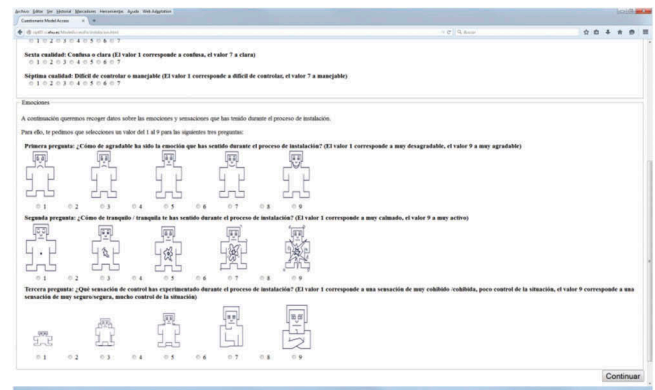 Archivo Editar Ver Historial Marcadores Herramientas Ayuda Web Adaptation
Cuestionario Model Access
Buscar
1 2 3 4 5 6 7
Sexta cualidad: Confusa o clara (El valor 1 corresponde a confusa, el valor 7 a clara)
1 2 3 4 5 6 7
Séptima cualidad: Difícil de controlar o manejable (El valor 1 corresponde a difícil de controlar, el valor 7 a manejable)
1 2 3 4 5 6 7
Emociones
A continuación queremos recoger datos sobre las emociones y sensaciones que has tenido durante el proceso de instalación.
Para ello, te pedimos que selecciones un valor del 1 al 9 para las siguientes tres preguntas:
Primera pregunta: ¿Cómo de agradable ha sido la emoción que has sentido durante el proceso de instalación? (El valor 1 corresponde a muy desagradable, el valor 9 a muy agradable)
1 2 3 4 5 6 7 8 9
Segunda pregunta: ¿Cómo de tranquilo / tranquila te has sentido durante el proceso de instalación? (El valor 1 corresponde a muy calmado, el valor 9 a muy activo)
1 2 3 4 5 6 7 8 9
Tercera pregunta: ¿Qué sensación de control has experimentado durante el proceso de instalación? (El valor 1 corresponde a una sensación de muy cohibido /cohibida, poco control de la situación, el valor 9 corresponde a una
sensación de muy seguro/segura, mucho control de la situación)
1 2 3 4 5 6 7 8 9
Continuar